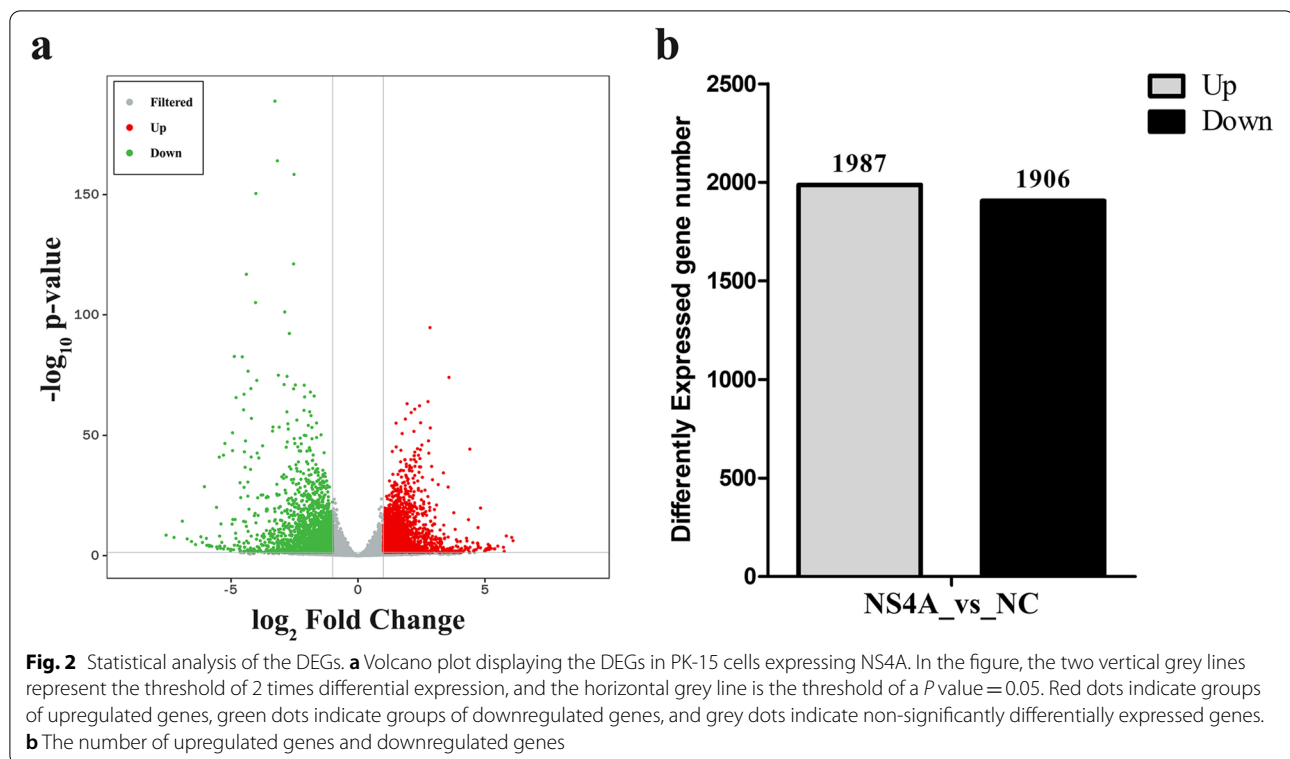 a
Filtered
Up
Down
-log10 p-value
150
100
50
0
-5
0
5
log2 Fold Change
b
Up
Down
Differently Expressed gene number
2500
2000
1500
1000
500
0
1987
1906
NS4A_vs_NC
Fig. 2 Statistical analysis of the DEGs. a Volcano plot displaying the DEGs in PK-15 cells expressing NS4A. In the figure, the two vertical grey lines
represent the threshold of 2 times differential expression, and the horizontal grey line is the threshold of a P value = 0.05. Red dots indicate groups
of upregulated genes, green dots indicate groups of downregulated genes, and grey dots indicate non-significantly differentially expressed genes.
b The number of upregulated genes and downregulated genes